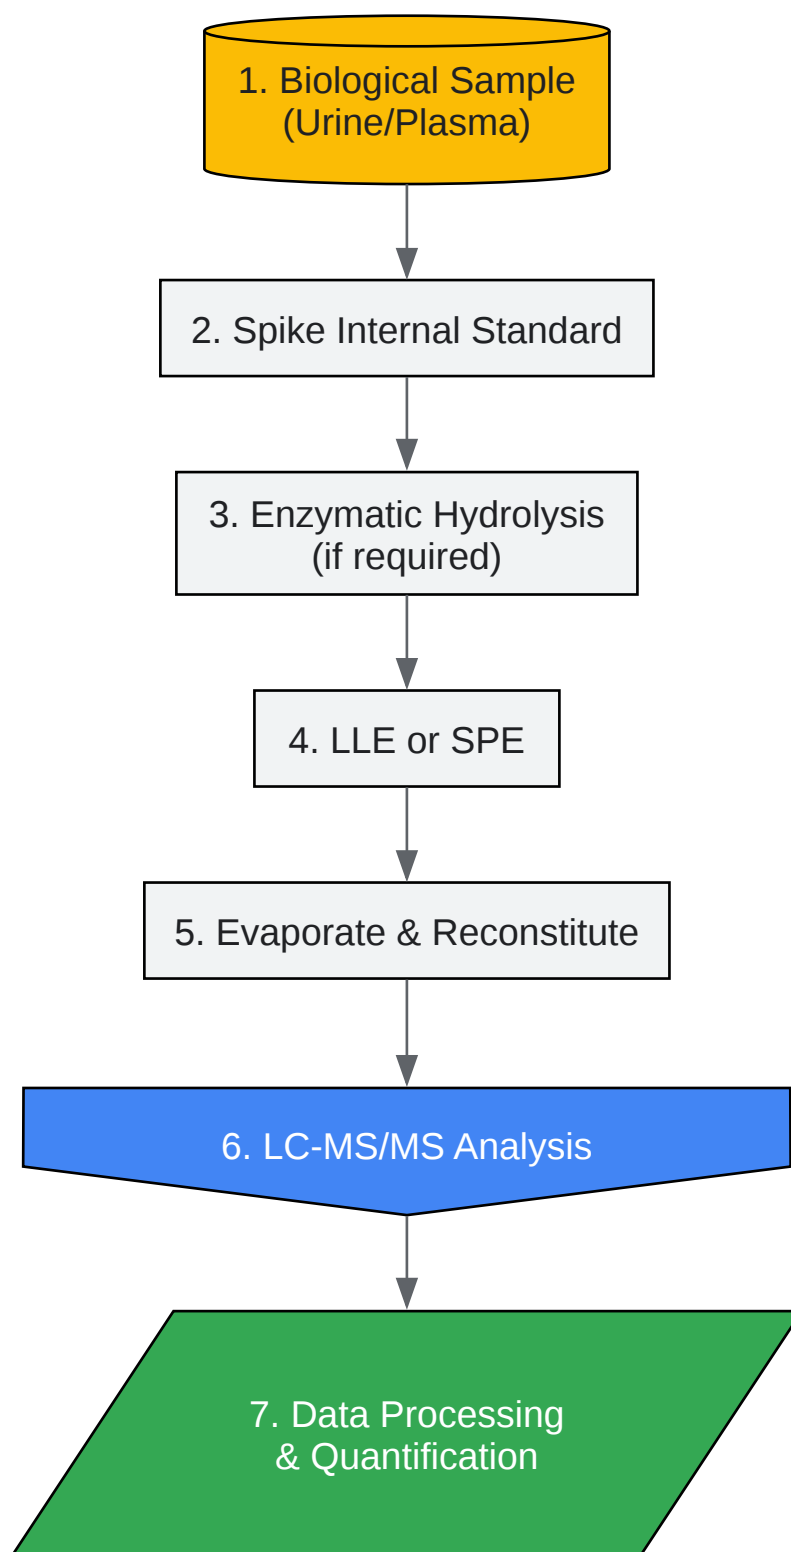 1. Biological Sample
(Urine/Plasma)
2. Spike Internal Standard
3. Enzymatic Hydrolysis
(if required)
4. LLE or SPE
5. Evaporate & Reconstitute
6. LC-MS/MS Analysis
7. Data Processing
& Quantification